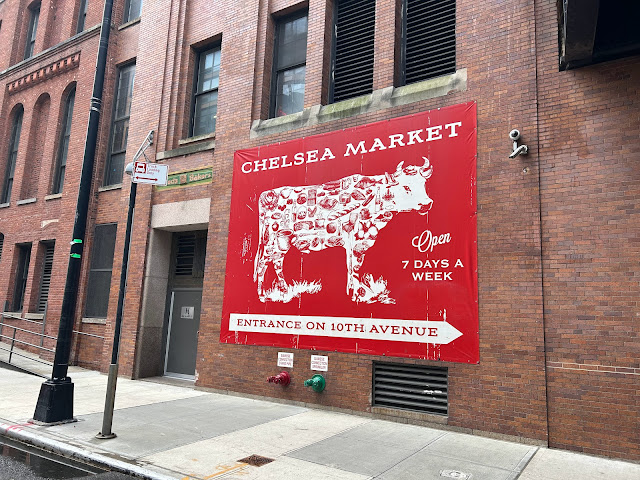 CHELSEA MARKET
Open
7 DAYS A
WEEK
ENTRANCE ON 10TH AVENUE